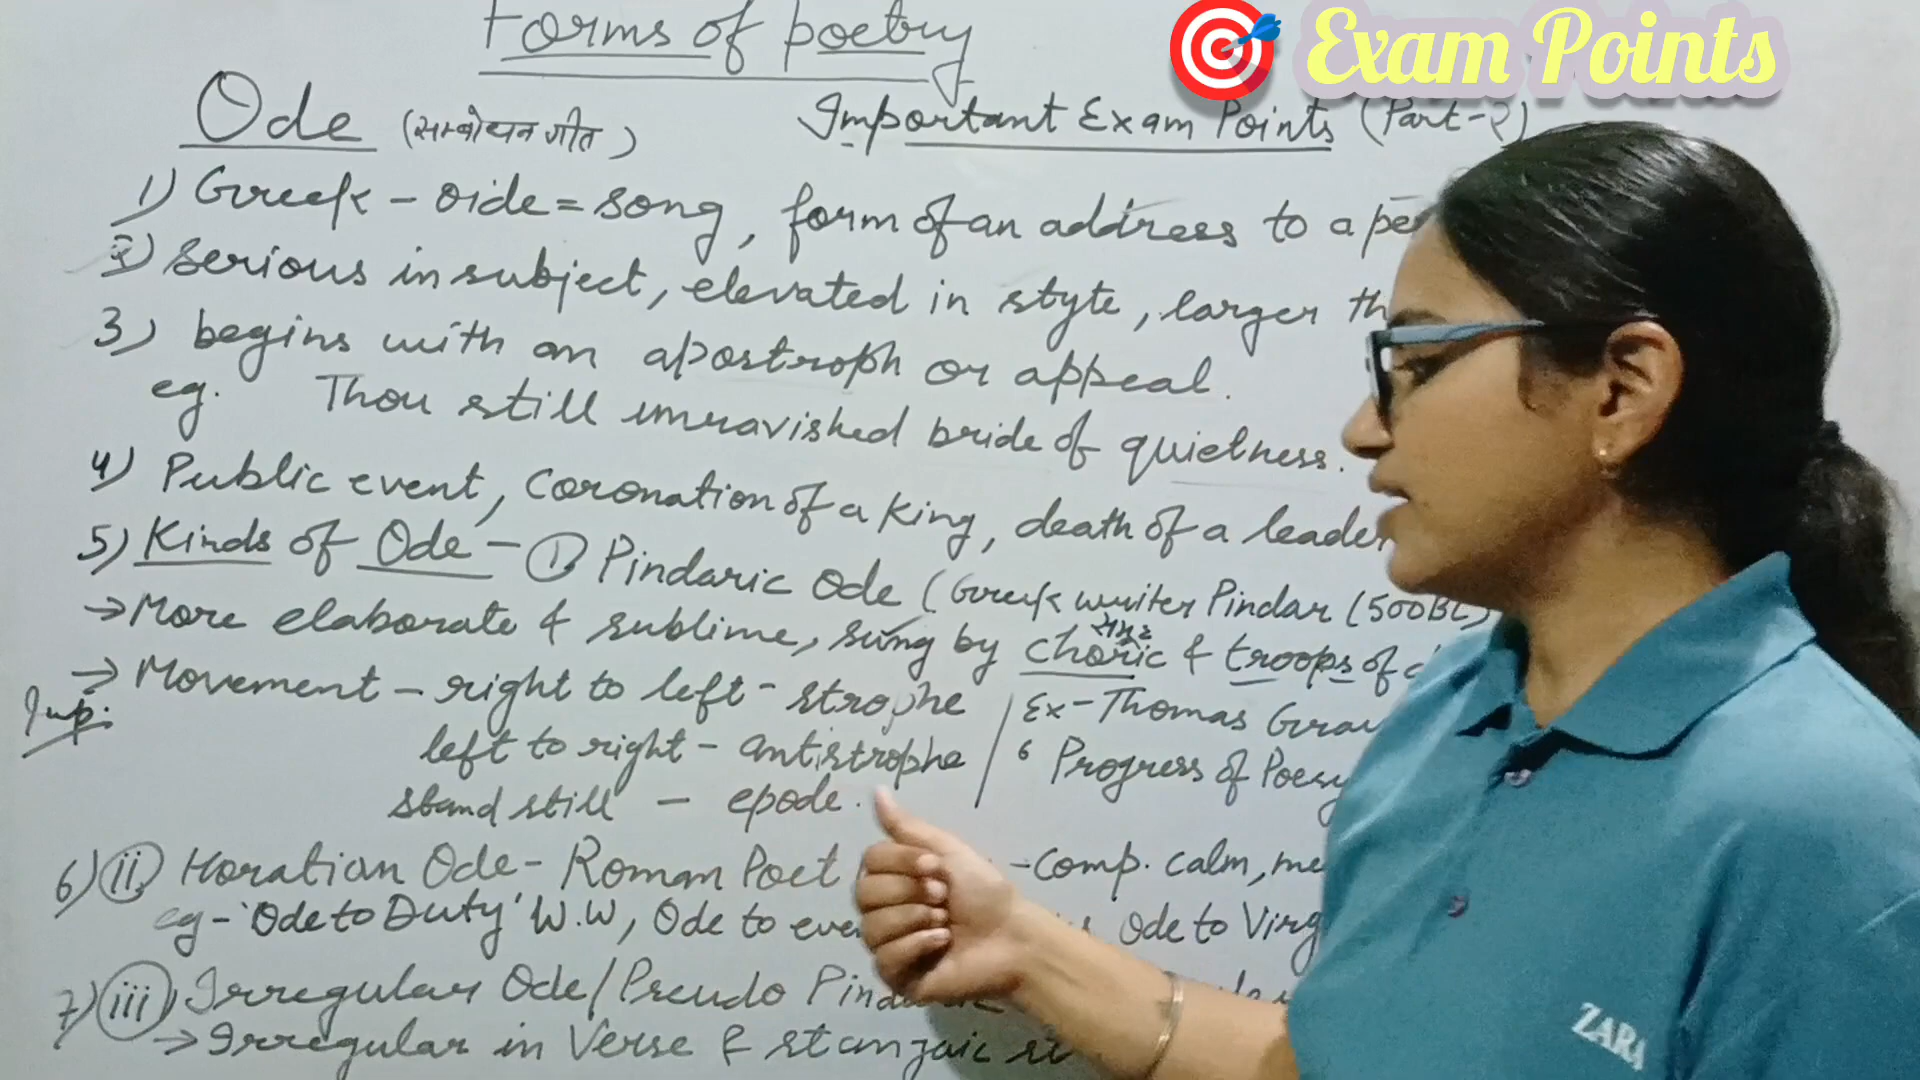 Forms of poetry
🎯 Exam Points
Ode (सम्बोधन गीत) Important Exam Points (Part-2)
1) Greek - oide = song, form of an address to a pe
2) Serious in subject, elevated in style, larger th
3) begins with an apostroph or appeal.
eg. Thou still unravished bride of quietness.
4) Public event, Coronation of a King, death of a leader
5) Kinds of Ode - ① Pindaric Ode (Greek writer Pindar (500BC)
→ More elaborate & sublime, sung by choric & troops of
समूह
→ Movement - right to left - strophe
Imp.
left to right - antistrophe
stand still - epode.
Ex - Thomas Gray
' Progress of Poesy
6) (ii) Horatian Ode - Roman Poet - comp. calm, me
eg - 'Ode to Duty' W.W, Ode to eve Ode to Virg
7) (iii) Irregular Ode/Pseudo Pindaric
→ Irregular in Verse & stanzaic st
ZARA